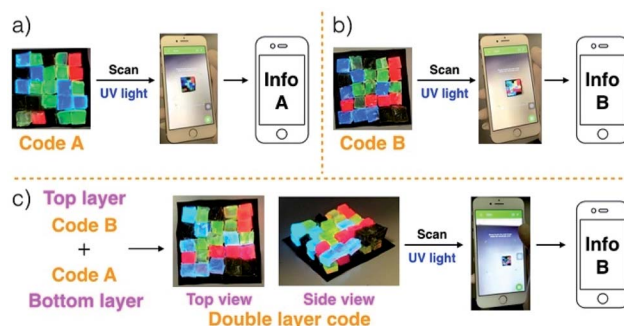 a)
Scan
UV light
Info
A
Code A
b)
Scan
UV light
Info
B
Code B
c)
Top layer
Code B
+
Code A
Bottom layer
Top view
Side view
Double layer code
Scan
UV light
Info
B